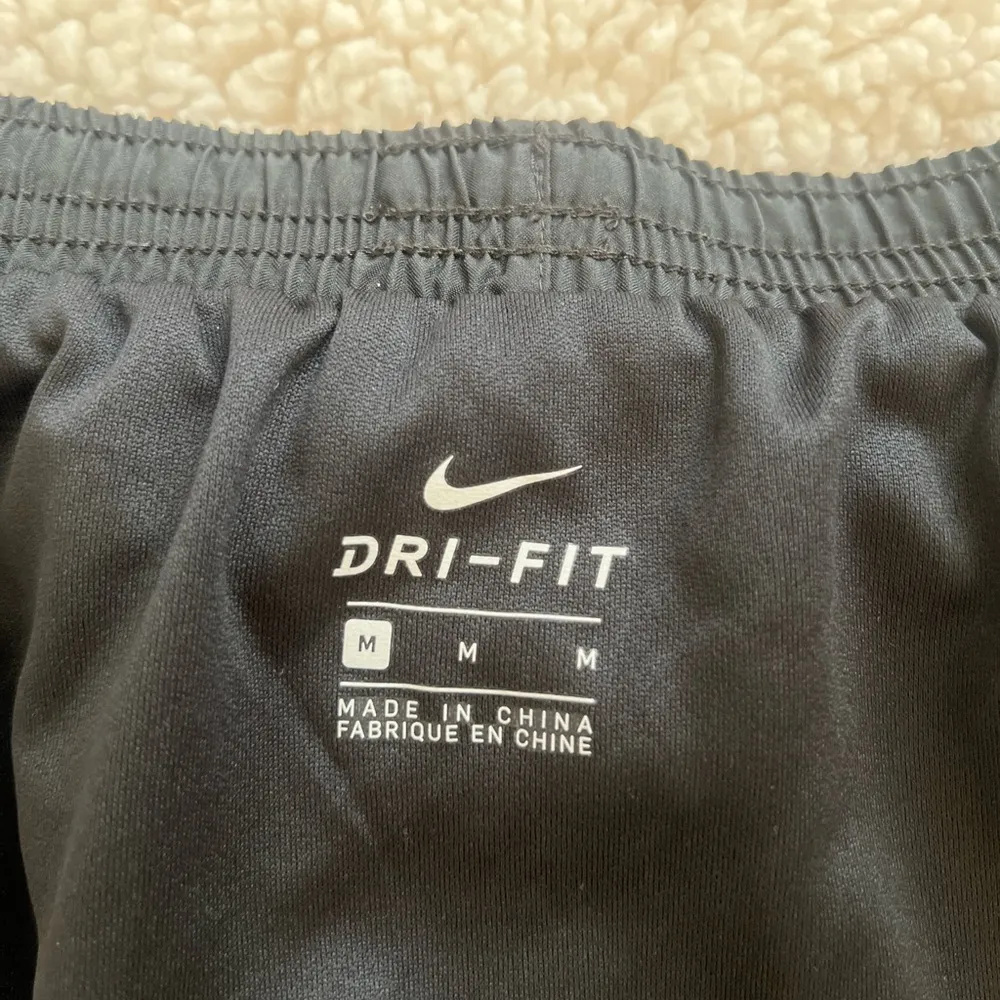 DRI-FIT
M M M
MADE IN CHINA
FABRIQUE EN CHINE